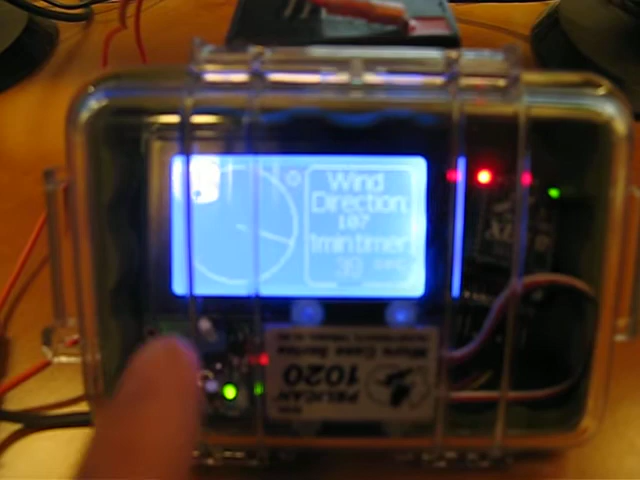 Wind
Direction:
107
1min timer:
30
PELICAN
1020
Micro Case Series